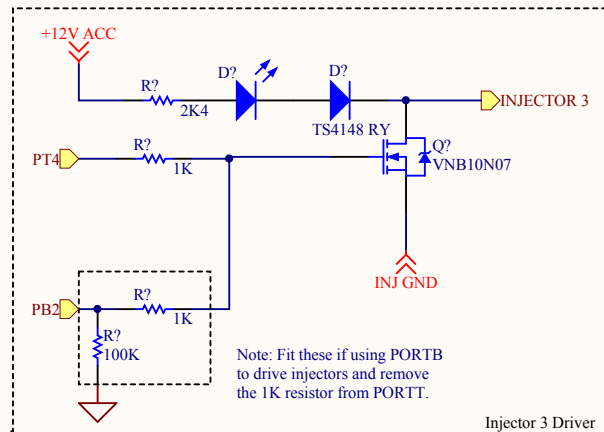 +12V ACC
R?
2K4
D?
D?
TS4148 RY
INJECTOR 3
PT4
R?
1K
Q?
VNB10N07
INJ GND
PB2
R?
1K
R?
100K
Note: Fit these if using PORTB
to drive injectors and remove
the 1K resistor from PORTT.
Injector 3 Driver